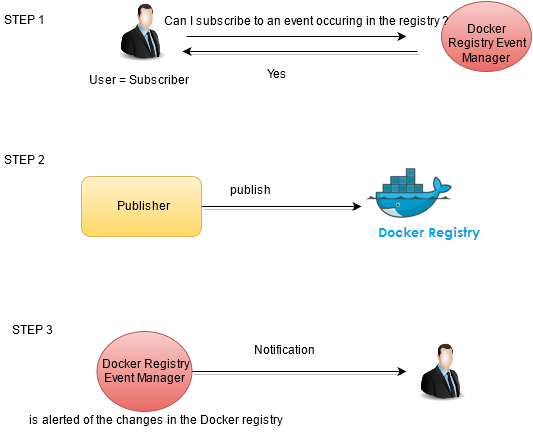 STEP 1
Can I subscribe to an event occuring in the registry ?
Docker
Registry Event
Manager
Yes
User = Subscriber
STEP 2
Publisher
publish
Docker Registry
STEP 3
Docker Registry
Event Manager
Notification
is alerted of the changes in the Docker registry